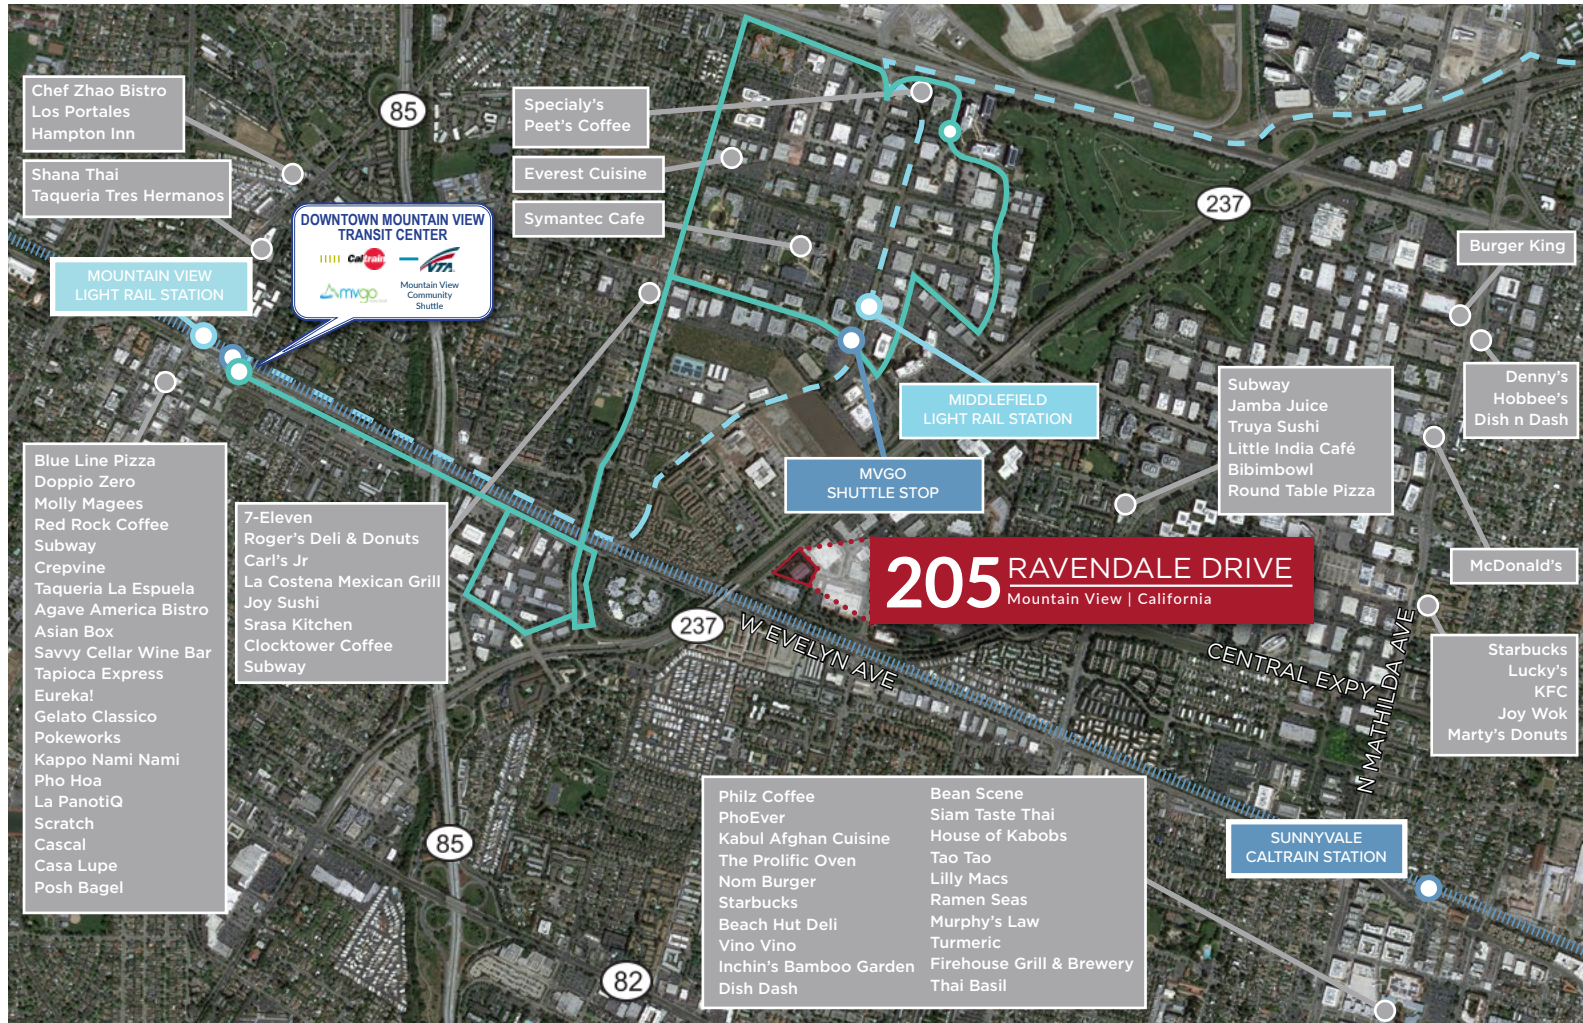 Chef Zhao Bistro
Los Portales
Hampton Inn
Shana Thai
Taqueria Tres Hermanos
85
DOWNTOWN MOUNTAIN VIEW
TRANSIT CENTER
Caltrain
VTA
mvgo
Mountain View
Community
Shuttle
MOUNTAIN VIEW
LIGHT RAIL STATION
Specialy's
Peet's Coffee
Everest Cuisine
Symantec Cafe
237
Burger King
Denny's
Hobbee's
Dish n Dash
MIDDLEFIELD
LIGHT RAIL STATION
MVGO
SHUTTLE STOP
Subway
Jamba Juice
Truya Sushi
Little India Café
Bibimbowl
Round Table Pizza
McDonald's
Blue Line Pizza
Doppio Zero
Molly Magees
Red Rock Coffee
Subway
Crepvine
Taqueria La Espuela
Agave America Bistro
Asian Box
Savvy Cellar Wine Bar
Tapioca Express
Eureka!
Gelato Classico
Pokeworks
Kappo Nami Nami
Pho Hoa
La PanotiQ
Scratch
Cascal
Casa Lupe
Posh Bagel
7-Eleven
Roger's Deli & Donuts
Carl's Jr
La Costena Mexican Grill
Joy Sushi
Srasa Kitchen
Clocktower Coffee
Subway
205 RAVENDALE DRIVE
Mountain View | California
237
W EVELYN AVE
CENTRAL EXPY
N MATHILDA AVE
Starbucks
Lucky's
KFC
Joy Wok
Marty's Donuts
85
82
Philz Coffee
PhoEver
Kabul Afghan Cuisine
The Prolific Oven
Nom Burger
Starbucks
Beach Hut Deli
Vino Vino
Inchin's Bamboo Garden
Dish Dash
Bean Scene
Siam Taste Thai
House of Kabobs
Tao Tao
Lilly Macs
Ramen Seas
Murphy's Law
Turmeric
Firehouse Grill & Brewery
Thai Basil
SUNNYVALE
CALTRAIN STATION